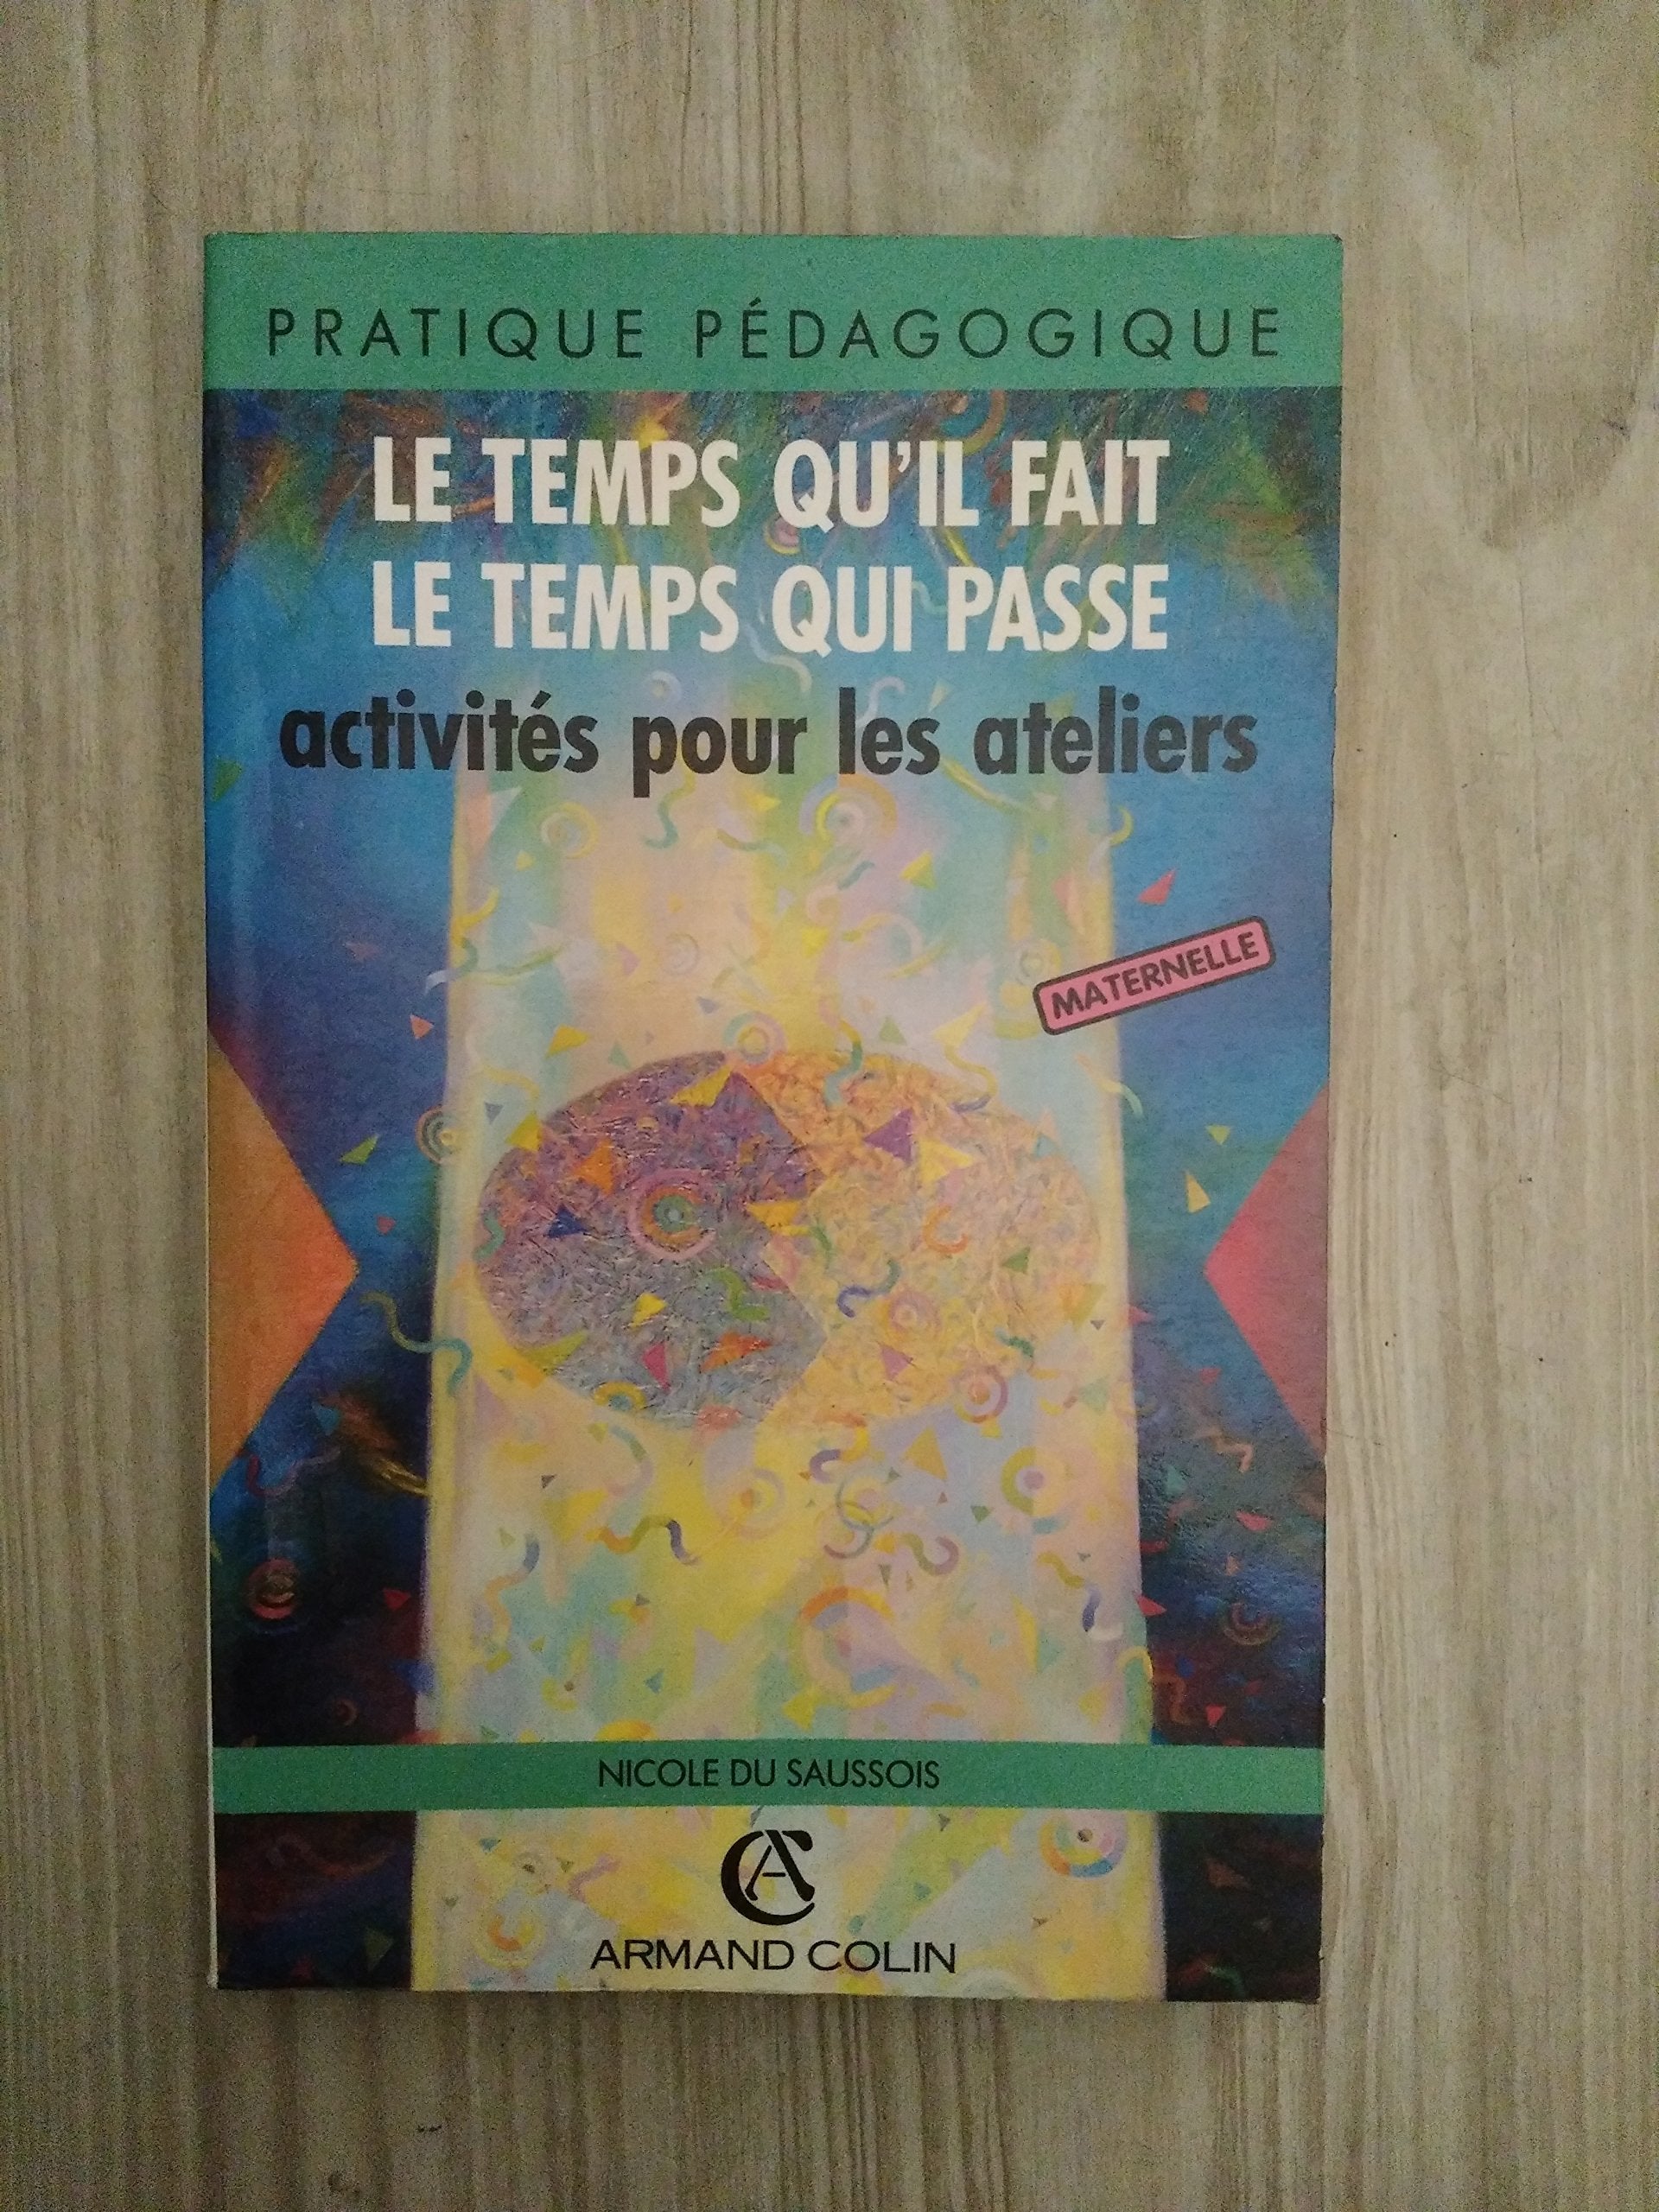 PRATIQUE PÉDAGOGIQUE
LE TEMPS QU'IL FAIT
LE TEMPS QUI PASSE
activités pour les ateliers
MATERNELLE
NICOLE DU SAUSSOIS
CA
ARMAND COLIN